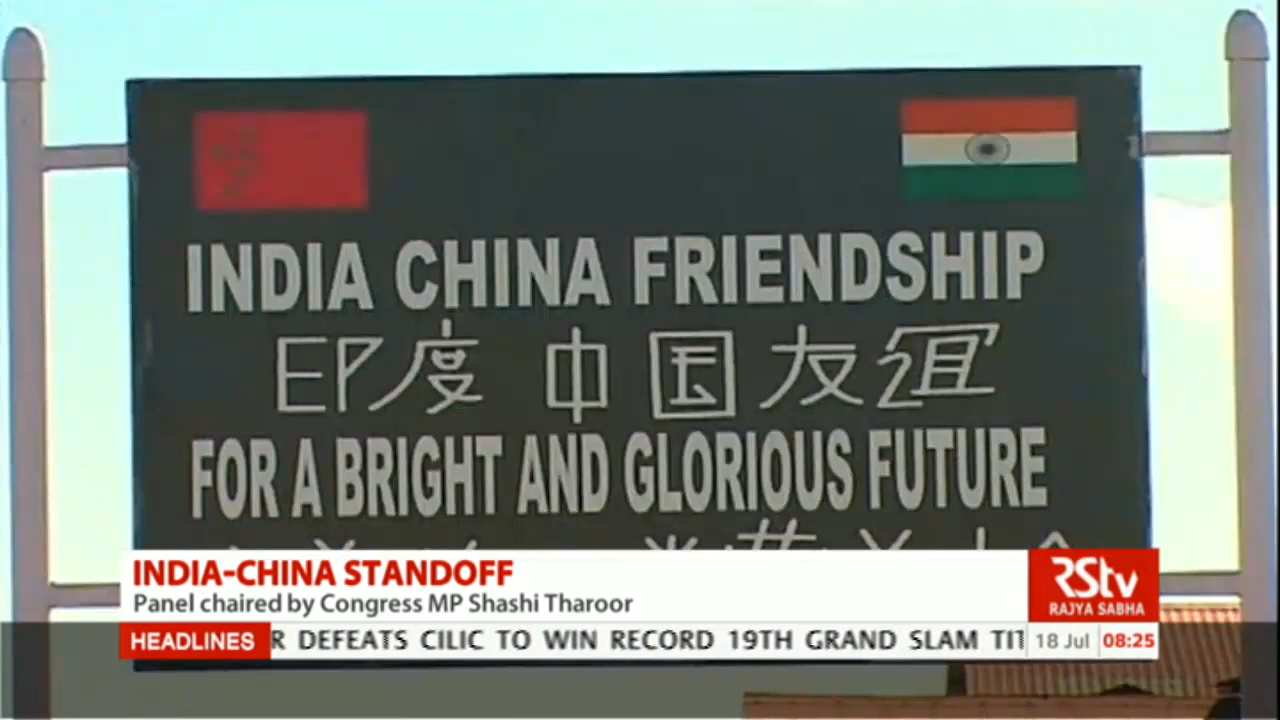 INDIA CHINA FRIENDSHIP
印度 中国友谊
FOR A BRIGHT AND GLORIOUS FUTURE
INDIA-CHINA STANDOFF
Panel chaired by Congress MP Shashi Tharoor
RStv
RAJYA SABHA
HEADLINES R DEFEATS CILIC TO WIN RECORD 19TH GRAND SLAM TIT 18 Jul 08:25